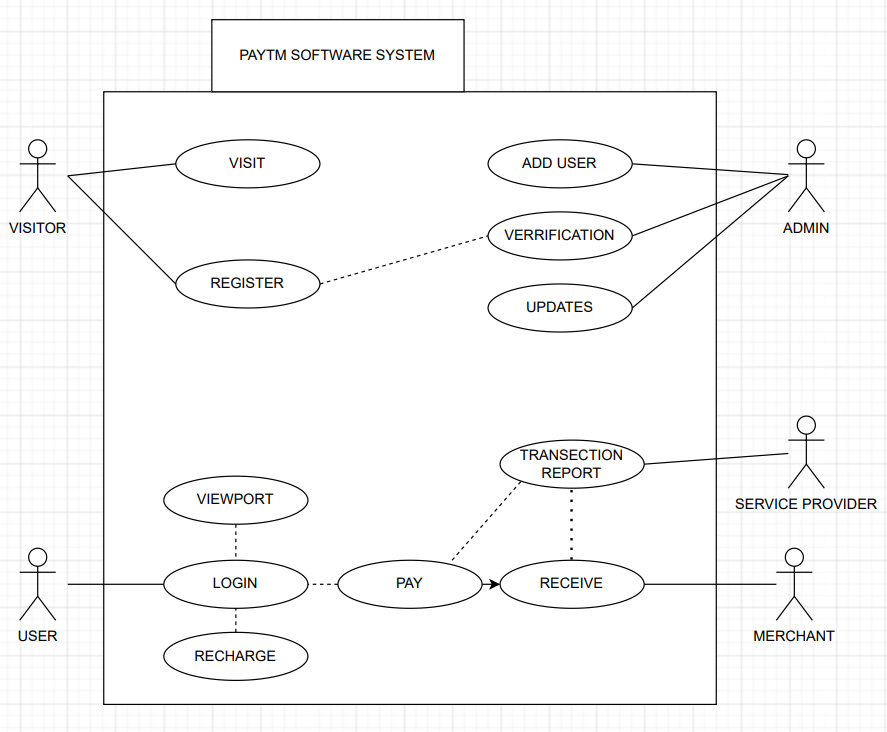 PAYTM SOFTWARE SYSTEM
VISIT
ADD USER
VISITOR
ADMIN
VERRIFICATION
REGISTER
UPDATES
TRANSECTION
REPORT
VIEWPORT
SERVICE PROVIDER
LOGIN
PAY
RECEIVE
USER
MERCHANT
RECHARGE